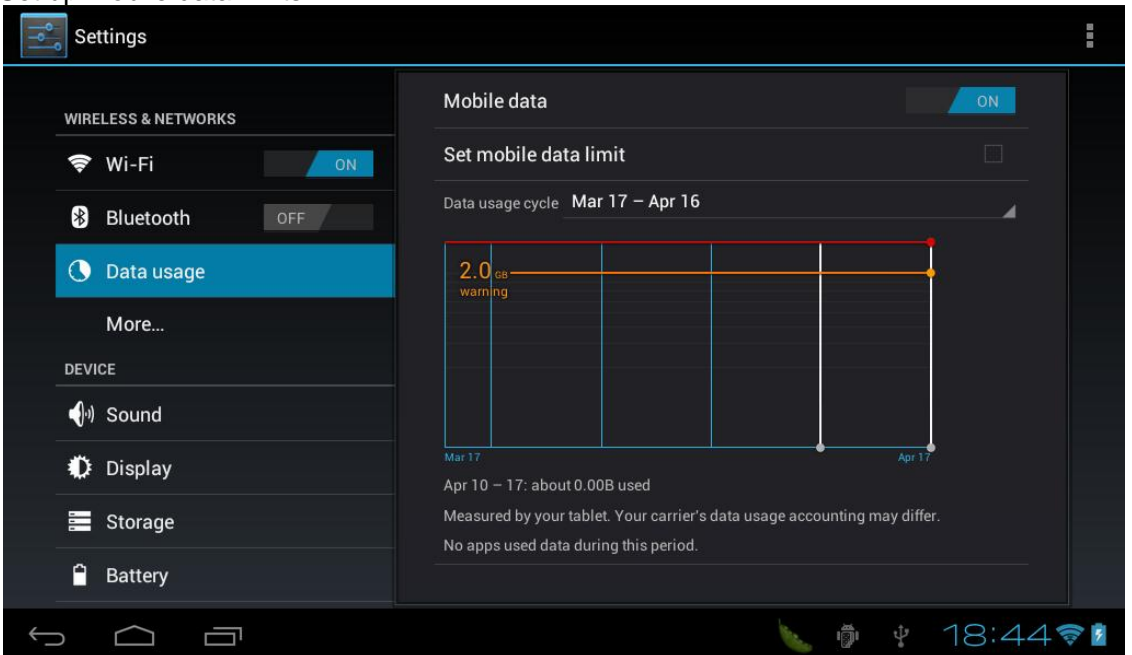 Settings
WIRELESS & NETWORKS
Wi-Fi ON
Bluetooth OFF
Data usage
More...
DEVICE
Sound
Display
Storage
Battery
Mobile data ON
Set mobile data limit
Data usage cycle Mar 17 – Apr 16
2.0 GB
warning
Mar 17 Apr 17
Apr 10 – 17: about 0.00B used
Measured by your tablet. Your carrier's data usage accounting may differ.
No apps used data during this period.
18:44